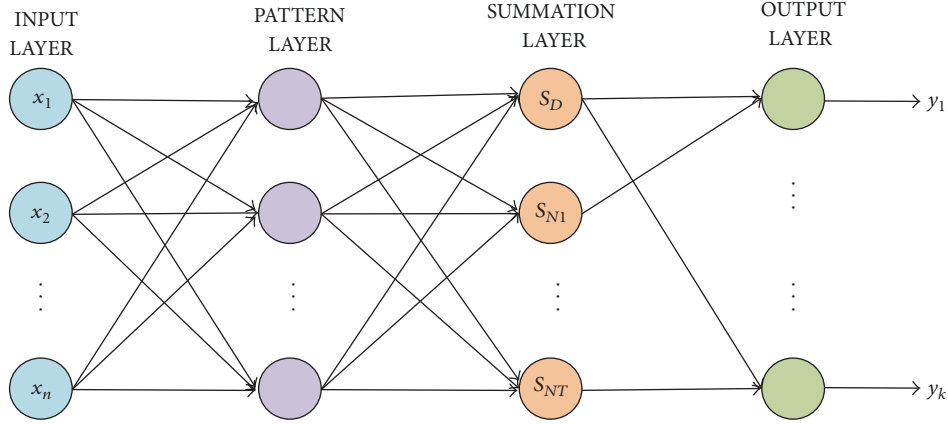 INPUT
LAYER
PATTERN
LAYER
SUMMATION
LAYER
OUTPUT
LAYER
x1
x2
⋮
xn
⋮
SD
SN1
⋮
SNT
⋮
⋮
y1
yk